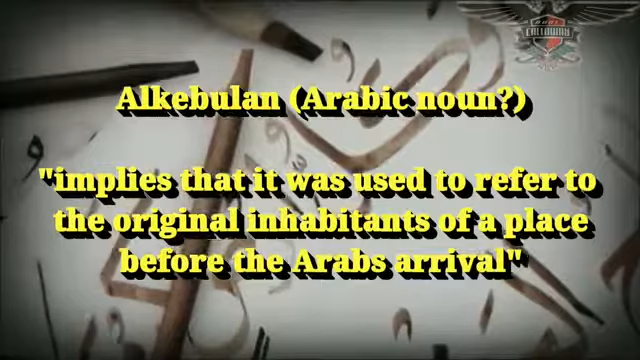 Alkebulan (Arabic noun?)
"implies that it was used to refer to
the original inhabitants of a place
before the Arabs arrival"